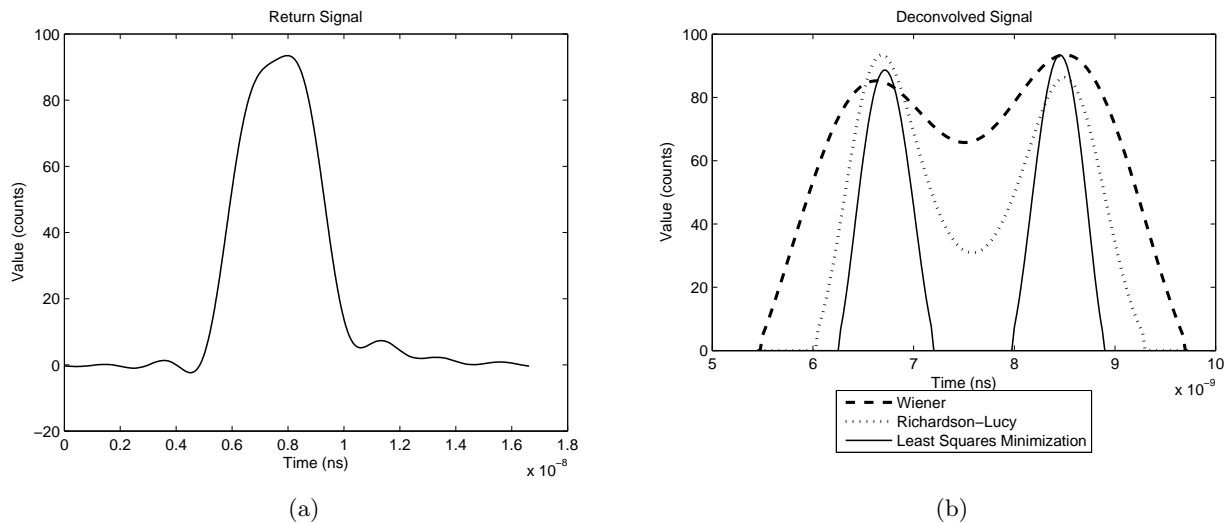 Return Signal
100
80
60
40
20
0
−20
Value (counts)
0 0.2 0.4 0.6 0.8 1 1.2 1.4 1.6 1.8
Time (ns)
x 10−8
(a)
Deconvolved Signal
100
80
60
40
20
0
Value (counts)
5 6 7 8 9 10
Time (ns)
x 10−9
Wiener
Richardson−Lucy
Least Squares Minimization
(b)